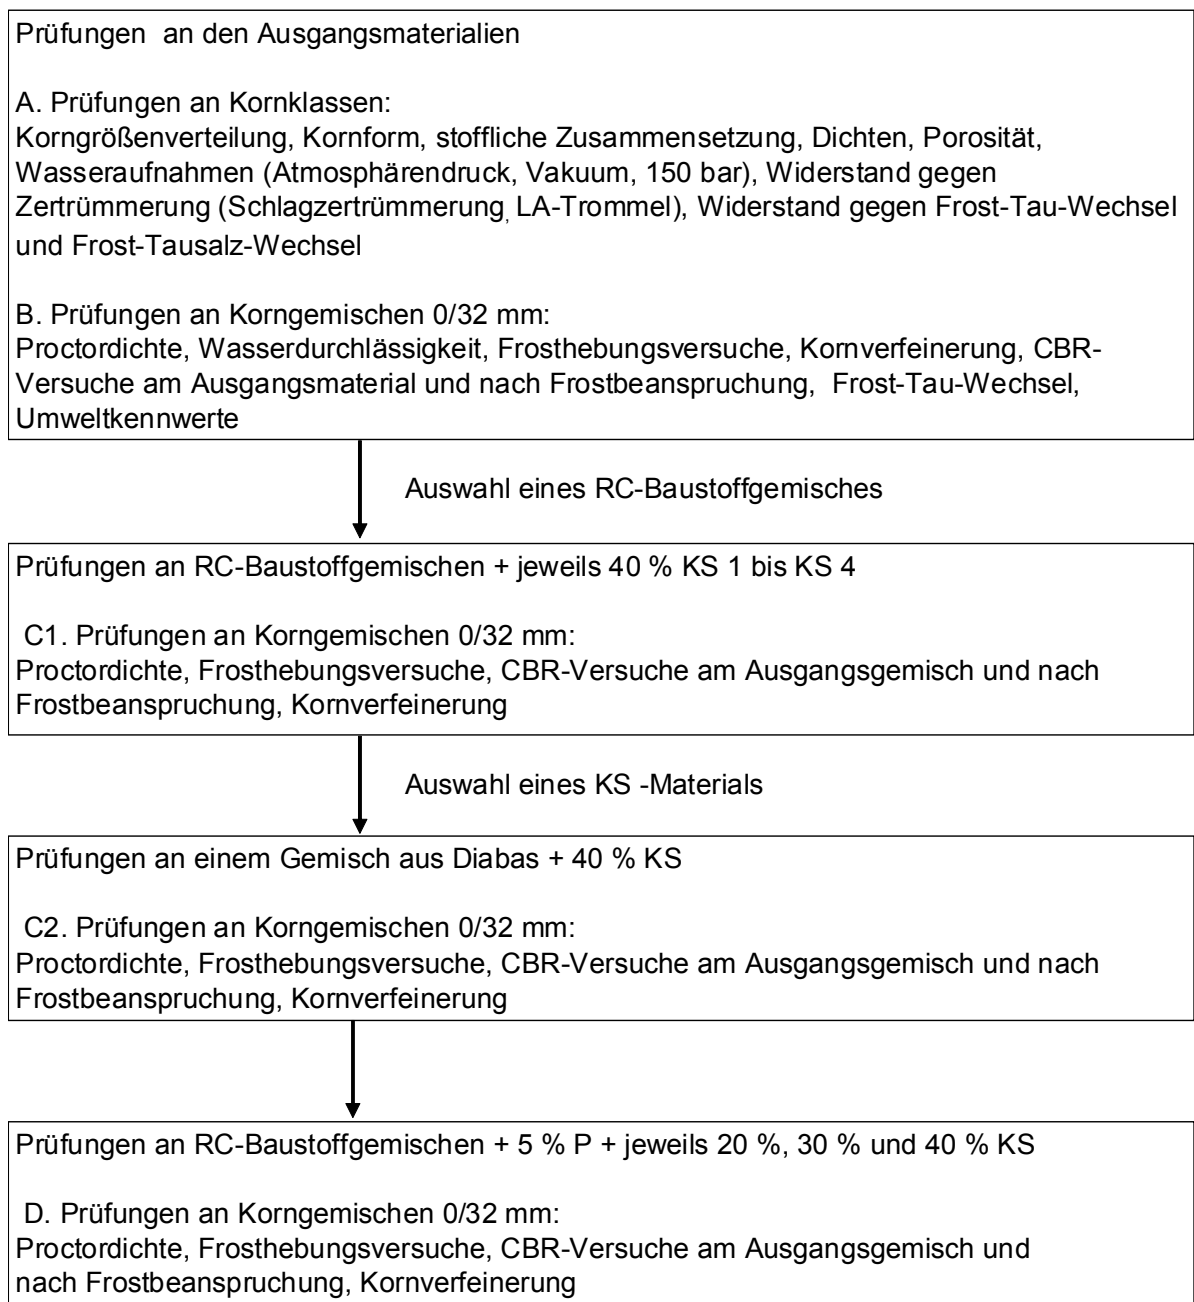 Prüfungen an den Ausgangsmaterialien
A. Prüfungen an Kornklassen:
Korngrößenverteilung, Kornform, stoffliche Zusammensetzung, Dichten, Porosität,
Wasseraufnahmen (Atmosphärendruck, Vakuum, 150 bar), Widerstand gegen
Zertrümmerung (Schlagzertrümmerung, LA-Trommel), Widerstand gegen Frost-Tau-Wechsel
und Frost-Tausalz-Wechsel
B. Prüfungen an Korngemischen 0/32 mm:
Proctordichte, Wasserdurchlässigkeit, Frosthebungsversuche, Kornverfeinerung, CBR-
Versuche am Ausgangsmaterial und nach Frostbeanspruchung, Frost-Tau-Wechsel,
Umweltkennwerte
Auswahl eines RC-Baustoffgemisches
Prüfungen an RC-Baustoffgemischen + jeweils 40 % KS 1 bis KS 4
C1. Prüfungen an Korngemischen 0/32 mm:
Proctordichte, Frosthebungsversuche, CBR-Versuche am Ausgangsgemisch und nach
Frostbeanspruchung, Kornverfeinerung
Auswahl eines KS -Materials
Prüfungen an einem Gemisch aus Diabas + 40 % KS
C2. Prüfungen an Korngemischen 0/32 mm:
Proctordichte, Frosthebungsversuche, CBR-Versuche am Ausgangsgemisch und nach
Frostbeanspruchung, Kornverfeinerung
Prüfungen an RC-Baustoffgemischen + 5 % P + jeweils 20 %, 30 % und 40 % KS
D. Prüfungen an Korngemischen 0/32 mm:
Proctordichte, Frosthebungsversuche, CBR-Versuche am Ausgangsgemisch und
nach Frostbeanspruchung, Kornverfeinerung